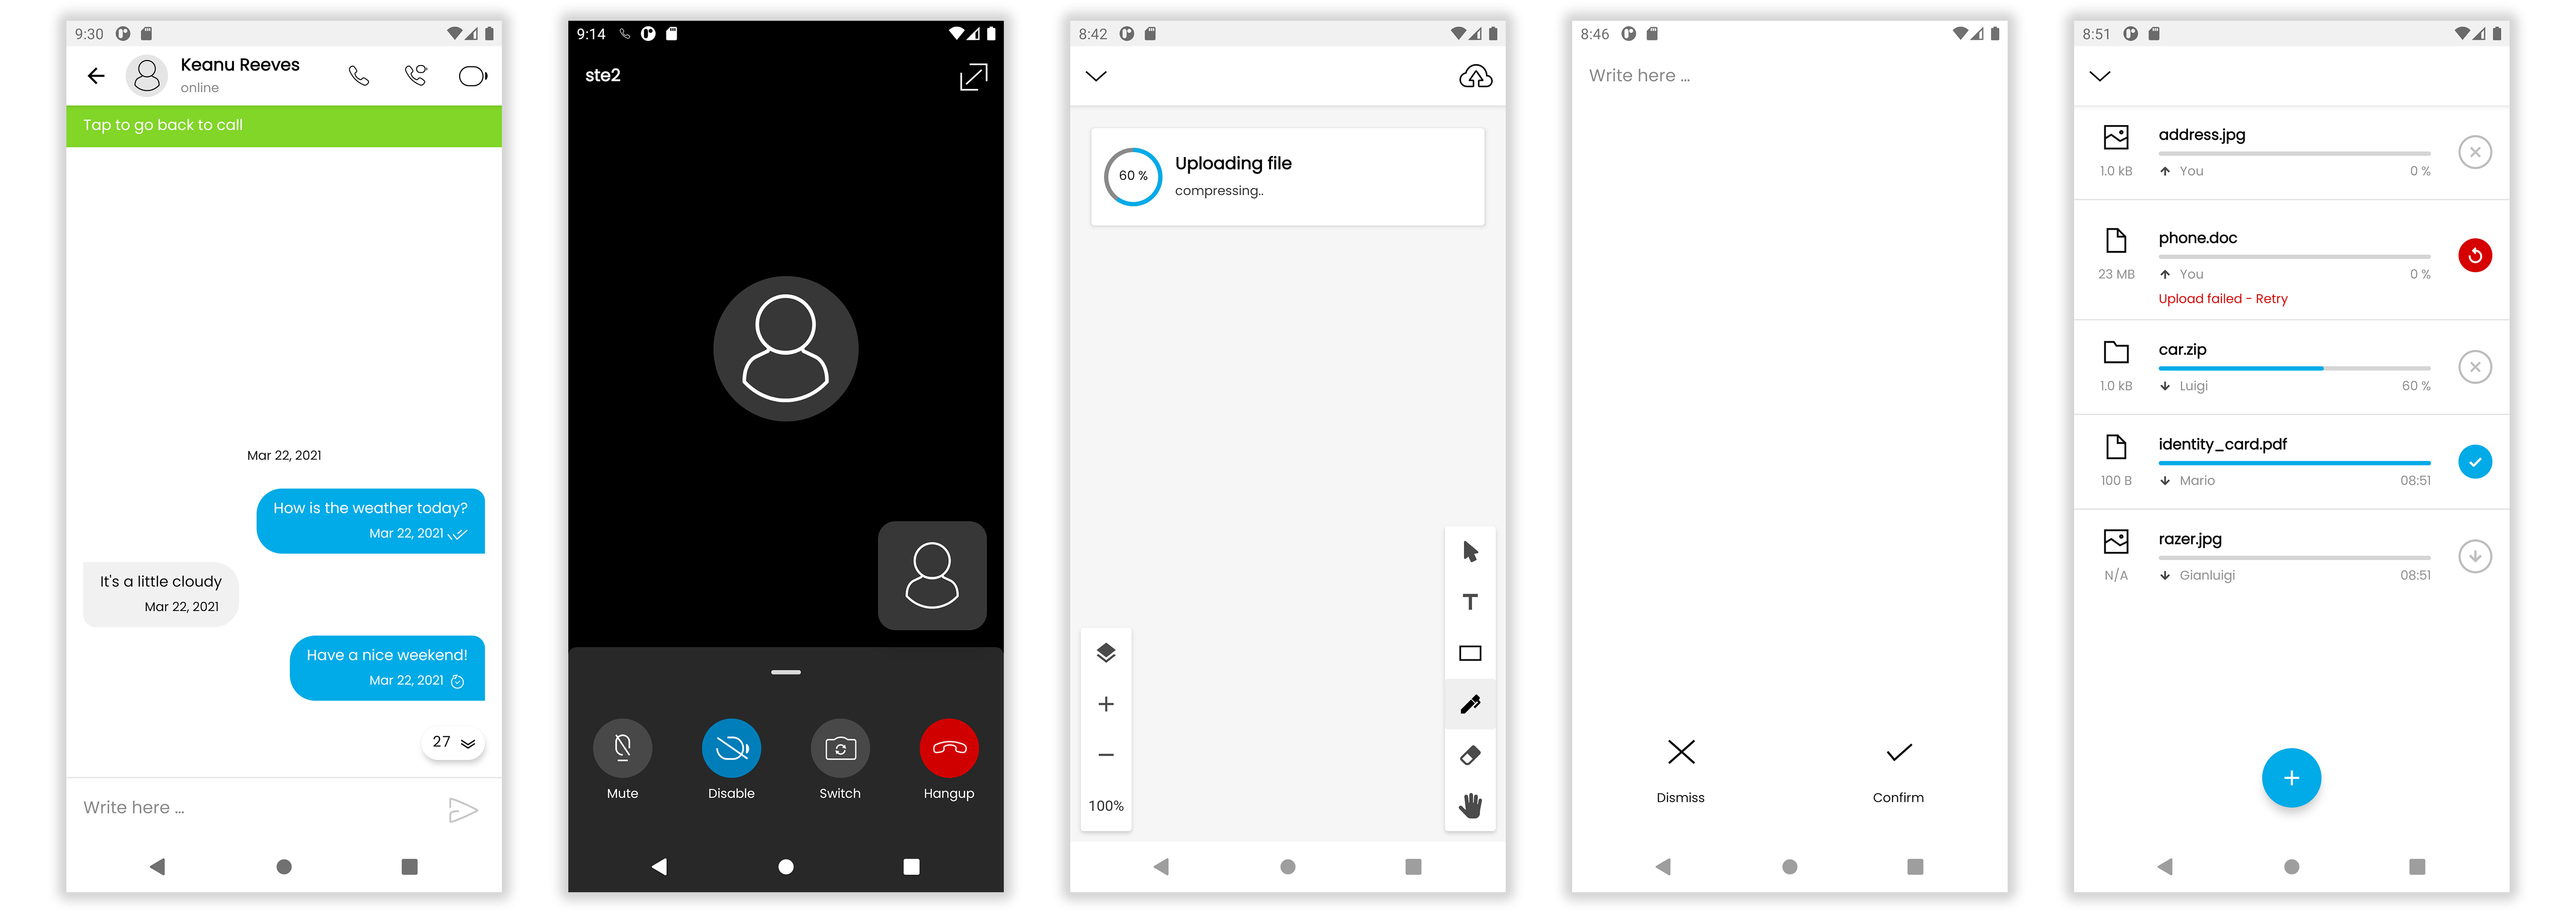 9:30
Keanu Reeves
online
Tap to go back to call
Mar 22, 2021
How is the weather today?
Mar 22, 2021
It's a little cloudy
Mar 22, 2021
Have a nice weekend!
Mar 22, 2021
27
Write here ...
9:14
ste2
Mute
Disable
Switch
Hangup
8:42
60 %
Uploading file
compressing..
T
100%
8:46
Write here ...
Dismiss
Confirm
8:51
address.jpg
1.0 kB
You
0 %
phone.doc
23 MB
You
0 %
Upload failed - Retry
car.zip
1.0 kB
Luigi
60 %
identity_card.pdf
100 B
Mario
08:51
razer.jpg
N/A
Gianluigi
08:51